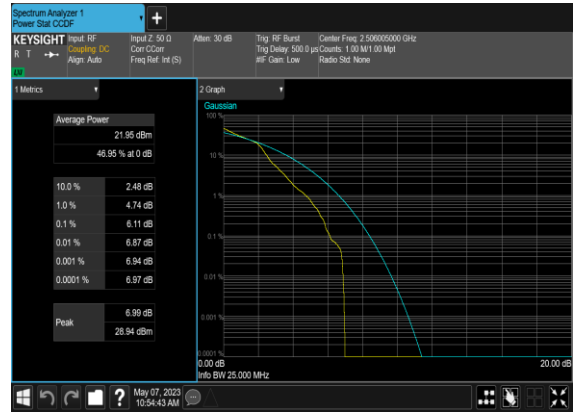 Spectrum Analyzer 1
Power Stat CCDF
KEYSIGHT
R T
LXI
Input: RF
Coupling: DC
Align: Auto
Input Z: 50 Ω
Corr CCorr
Freq Ref: Int (S)
Atten: 30 dB
Trig: RF Burst
Trig Delay: 500.0 µs
#IF Gain: Low
Center Freq: 2.506005000 GHz
Counts: 1.00 M/1.00 Mpt
Radio Std: None
1 Metrics
Average Power
21.95 dBm
46.95 % at 0 dB
10.0 % 2.48 dB
1.0 % 4.74 dB
0.1 % 6.11 dB
0.01 % 6.87 dB
0.001 % 6.94 dB
0.0001 % 6.97 dB
Peak
6.99 dB
28.94 dBm
2 Graph
Gaussian
100 %
10 %
1 %
0.1 %
0.01 %
0.001 %
0.0001 %
0.00 dB
20.00 dB
Info BW 25.000 MHz
?
May 07, 2023
10:54:43 AM